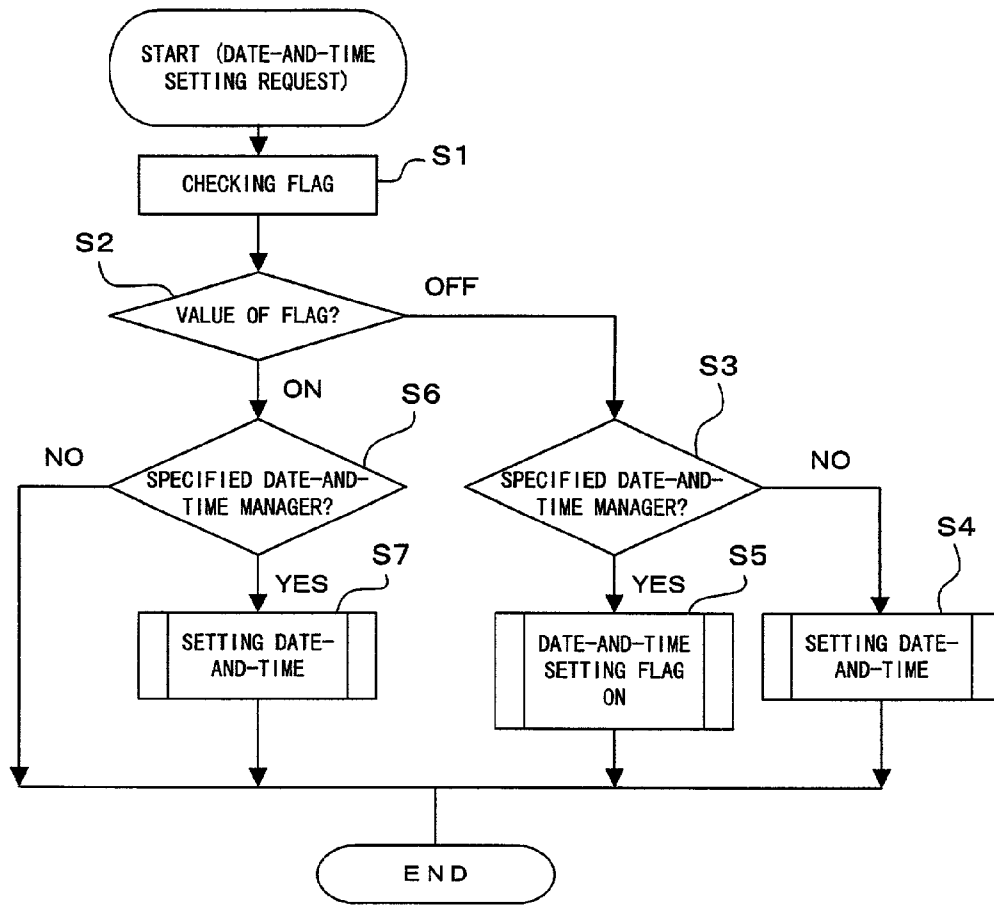 START (DATE-AND-TIME
SETTING REQUEST)
S1
CHECKING FLAG
S2
OFF
VALUE OF FLAG?
ON
S6
S3
NO
SPECIFIED DATE-AND-
TIME MANAGER?
SPECIFIED DATE-AND-
TIME MANAGER?
NO
S7
YES
S5
YES
S4
SETTING DATE-
AND-TIME
DATE-AND-TIME
SETTING FLAG
ON
SETTING DATE-
AND-TIME
END